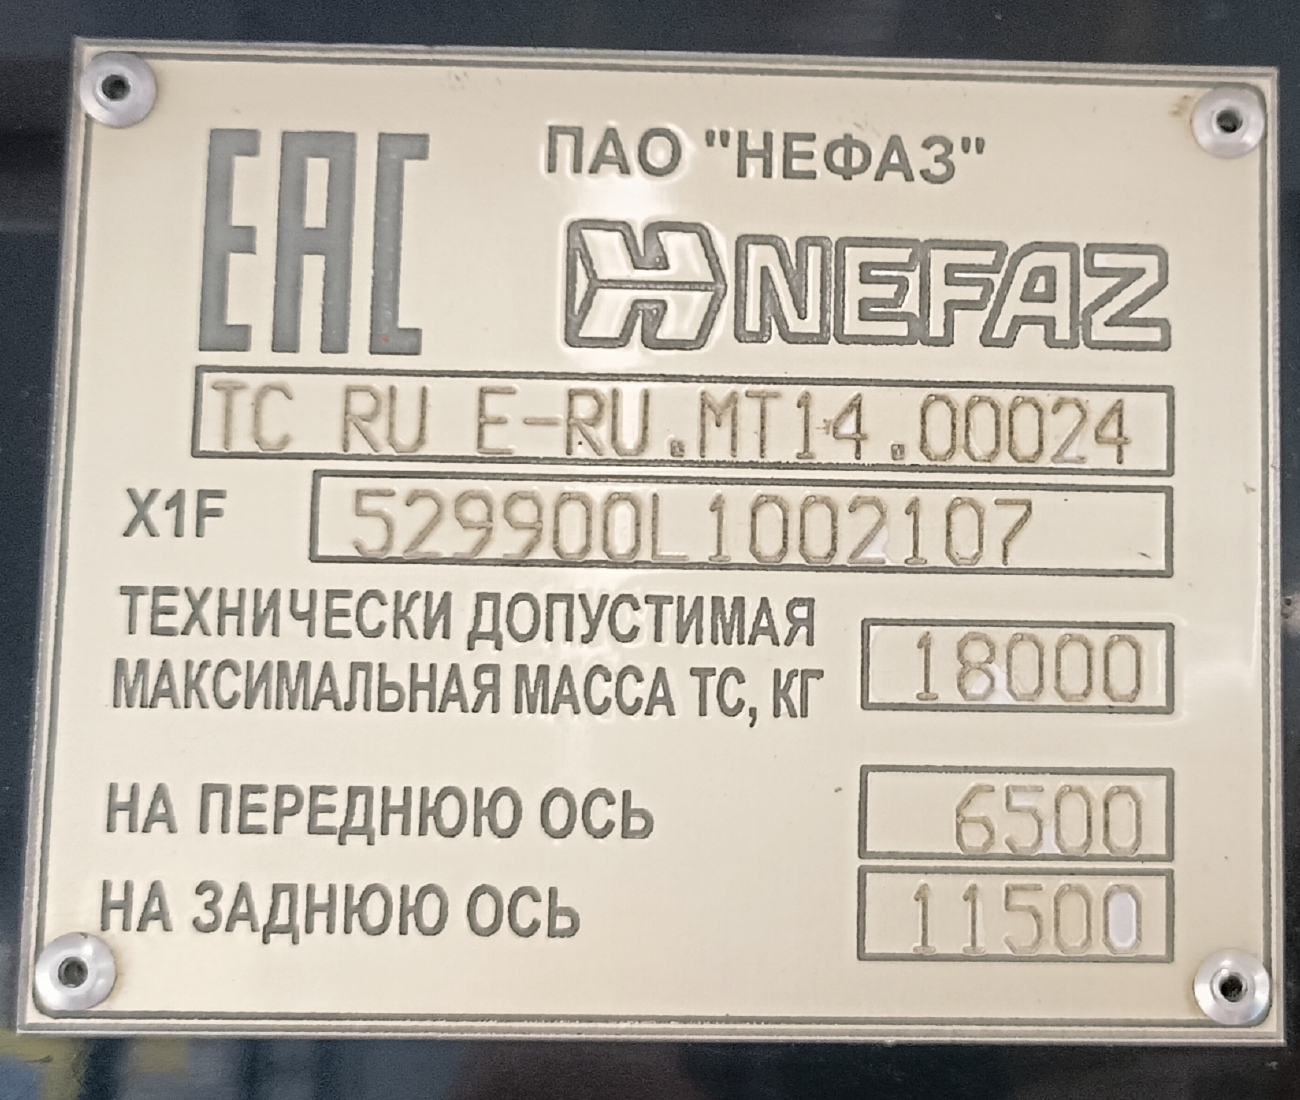 ЕАС
ПАО "НЕФАЗ"
NEFAZ
TC RU E-RU.MT14.00024
X1F 529900L1002107
ТЕХНИЧЕСКИ ДОПУСТИМАЯ
МАКСИМАЛЬНАЯ МАССА ТС, КГ 18000
НА ПЕРЕДНЮЮ ОСЬ 6500
НА ЗАДНЮЮ ОСЬ 11500